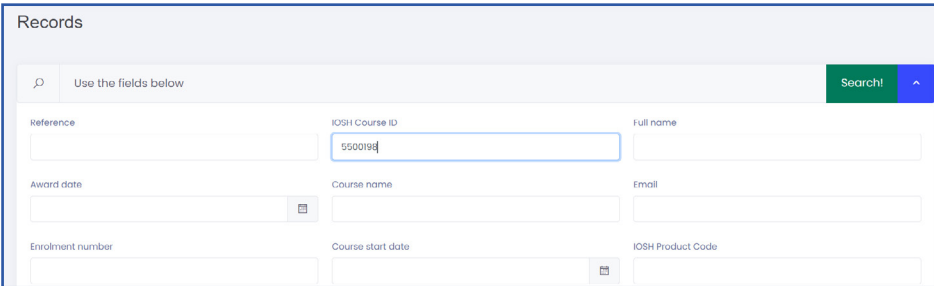 Records
Use the fields below Search!
Reference IOSH Course ID Full name
5500198
Award date Course name Email
Enrolment number Course start date IOSH Product Code